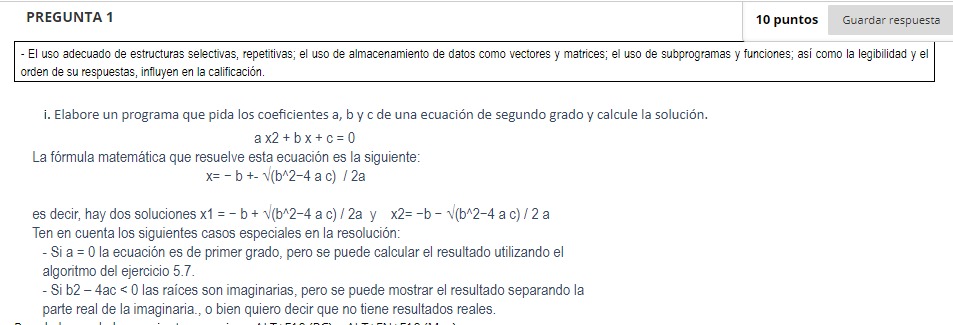 PREGUNTA 1
10 puntos
Guardar respuesta
- El uso adecuado de estructuras selectivas, repetitivas; el uso de almacenamiento de datos como vectores y matrices; el uso de subprogramas y funciones; así como la legibilidad y el
orden de su respuestas, influyen en la calificación.
i. Elabore un programa que pida los coeficientes a, b y c de una ecuación de segundo grado y calcule la solución.
a x2 + b x + c = 0
La fórmula matemática que resuelve esta ecuación es la siguiente:
x= − b +- √(b^2−4 a c) / 2a
es decir, hay dos soluciones x1 = − b + √(b^2−4 a c) / 2a y x2= −b − √(b^2−4 a c) / 2 a
Ten en cuenta los siguientes casos especiales en la resolución:
- Si a = 0 la ecuación es de primer grado, pero se puede calcular el resultado utilizando el
algoritmo del ejercicio 5.7.
- Si b2 – 4ac < 0 las raíces son imaginarias, pero se puede mostrar el resultado separando la
parte real de la imaginaria., o bien quiero decir que no tiene resultados reales.